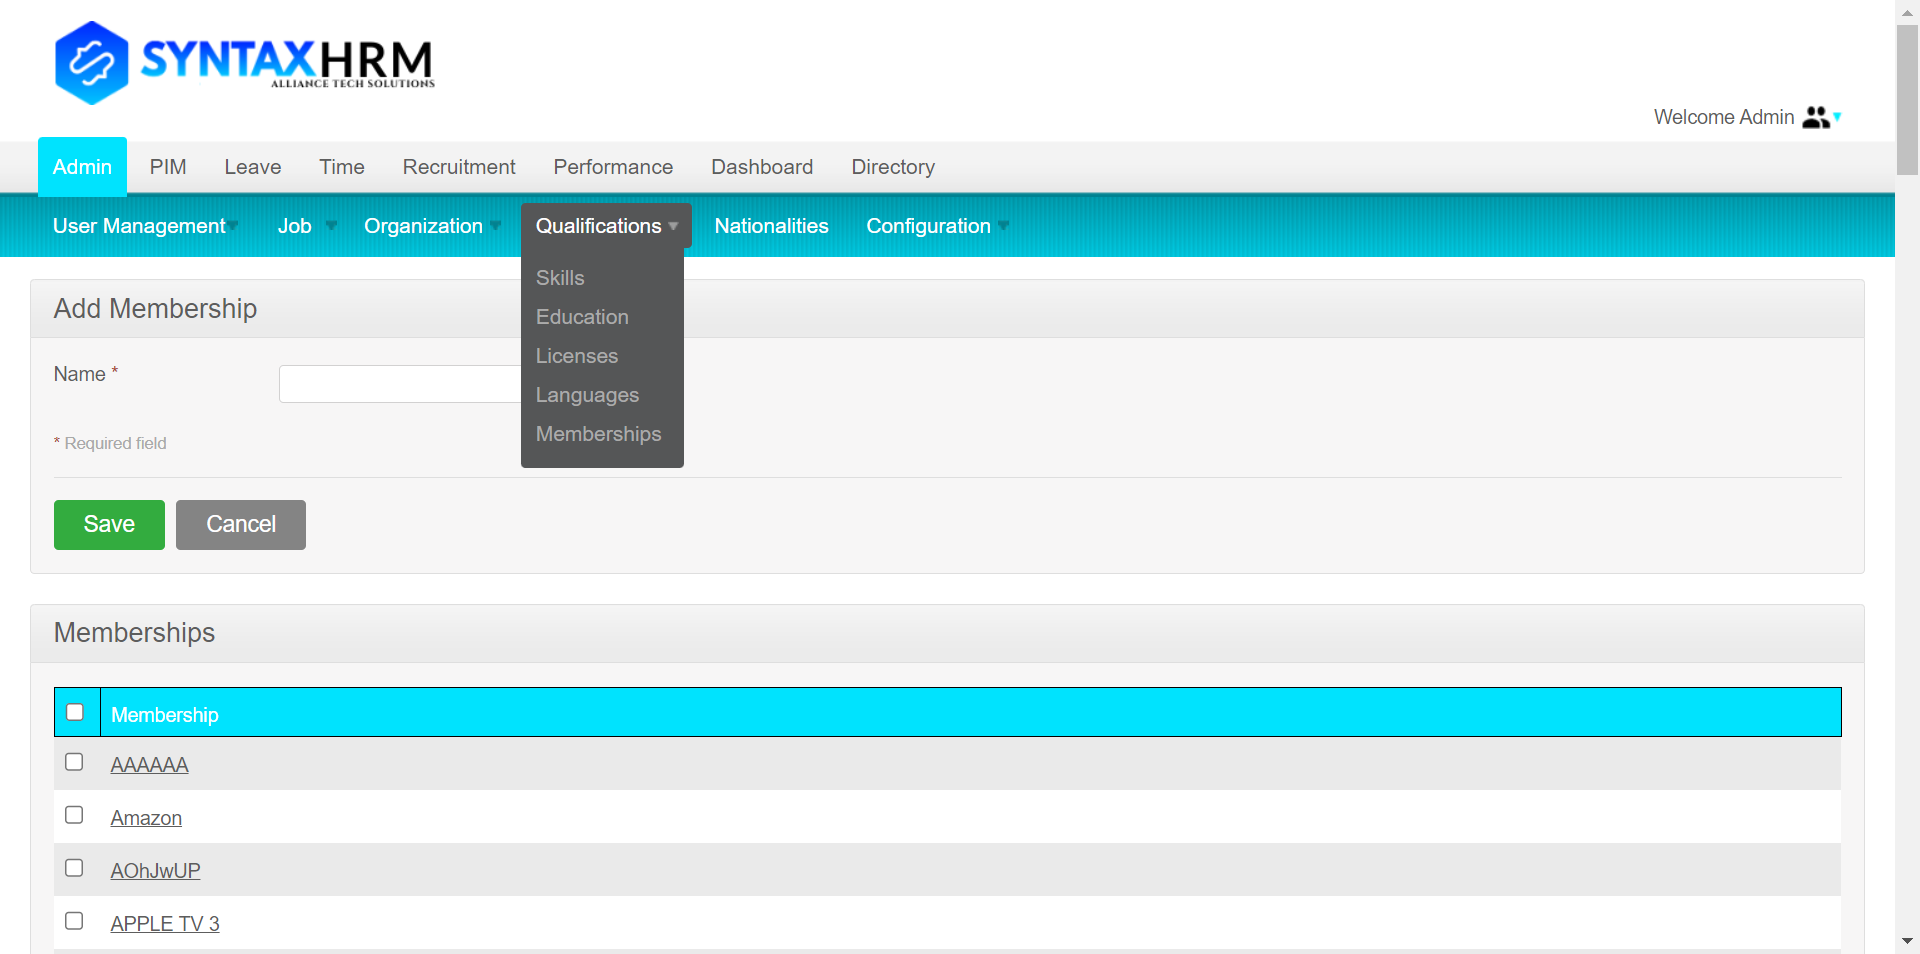 SYNTAXHRM
ALLIANCE TECH SOLUTIONS
Welcome Admin
Admin PIM Leave Time Recruitment Performance Dashboard Directory
User Management Job Organization Qualifications Nationalities Configuration
Skills
Education
Licenses
Languages
Memberships
Add Membership
Name *
* Required field
Save Cancel
Memberships
Membership
AAAAAA
Amazon
AOhJwUP
APPLE TV 3